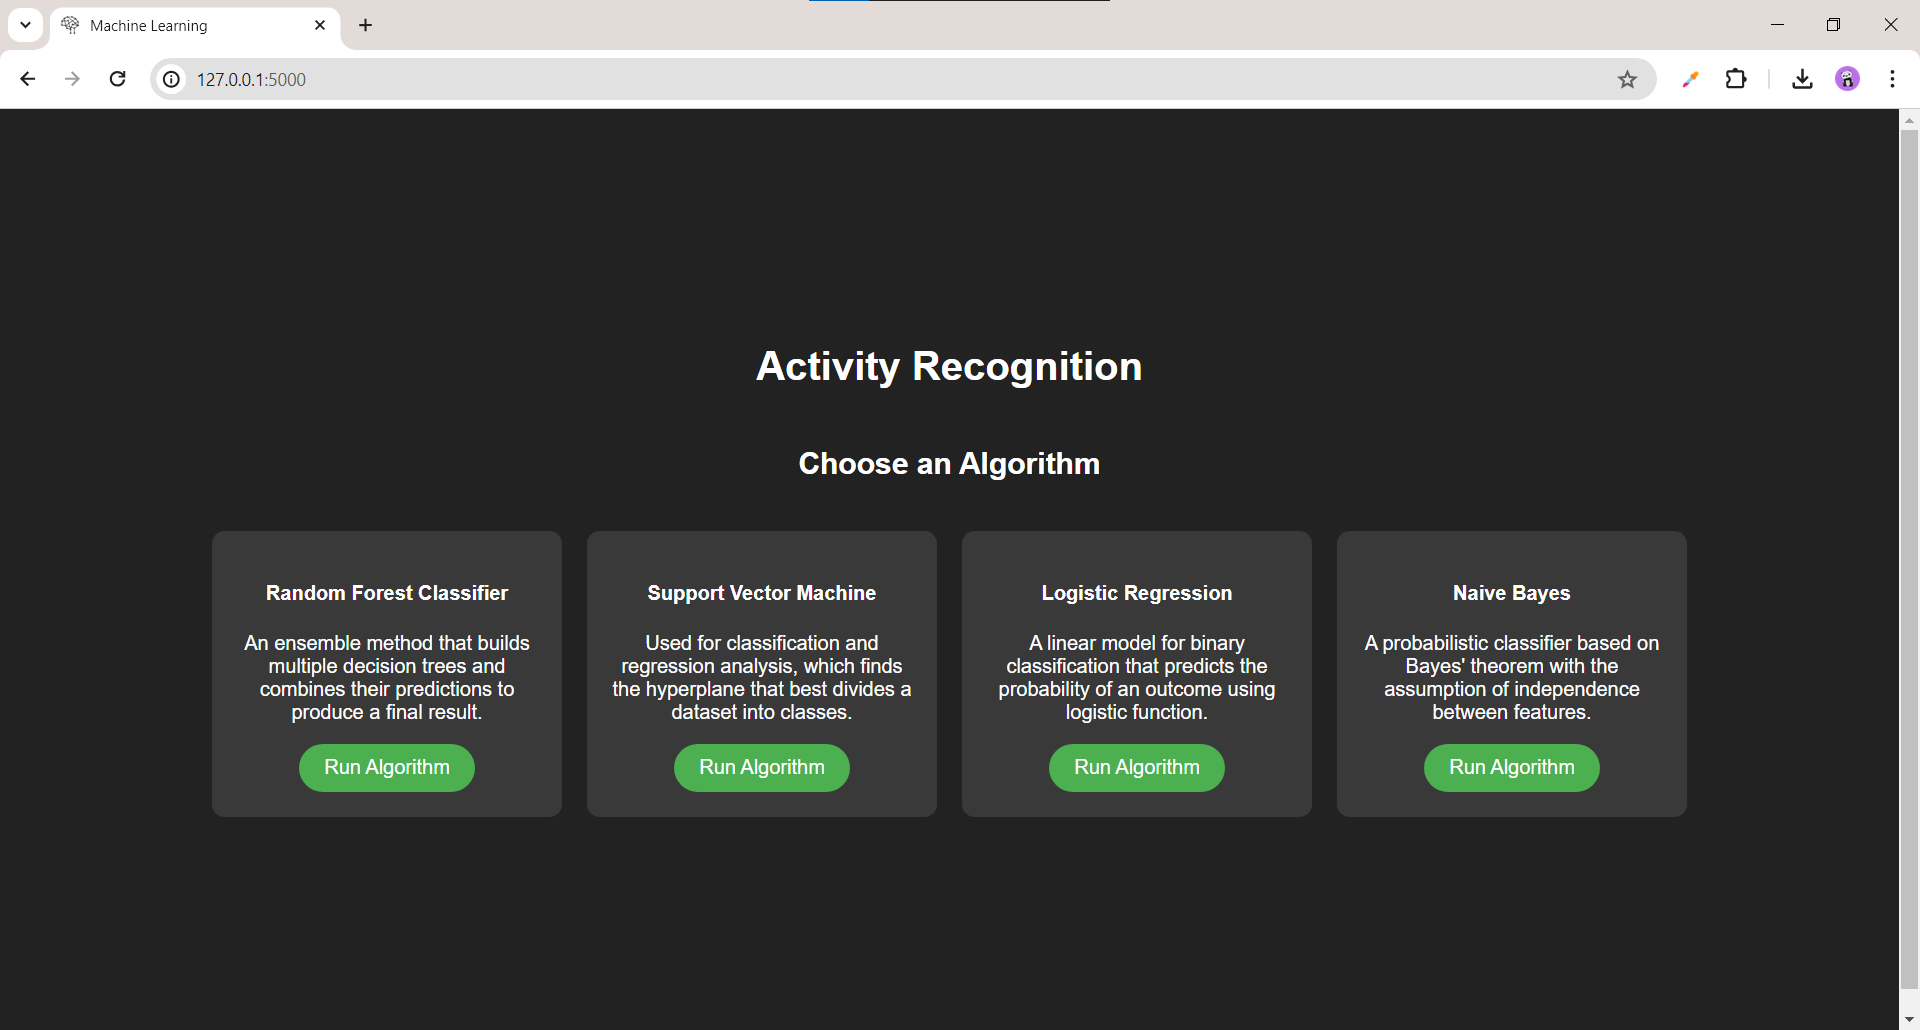 Machine Learning
127.0.0.1:5000
Activity Recognition
Choose an Algorithm
Random Forest Classifier
An ensemble method that builds
multiple decision trees and
combines their predictions to
produce a final result.
Run Algorithm
Support Vector Machine
Used for classification and
regression analysis, which finds
the hyperplane that best divides a
dataset into classes.
Run Algorithm
Logistic Regression
A linear model for binary
classification that predicts the
probability of an outcome using
logistic function.
Run Algorithm
Naive Bayes
A probabilistic classifier based on
Bayes' theorem with the
assumption of independence
between features.
Run Algorithm